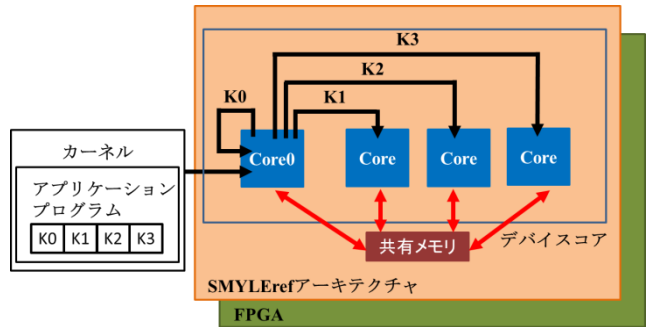 K3
K2
K0
K1
カーネル
アプリケーション
プログラム
K0 K1 K2 K3
Core0
Core
Core
Core
共有メモリ
デバイスコア
SMYLErefアーキテクチャ
FPGA